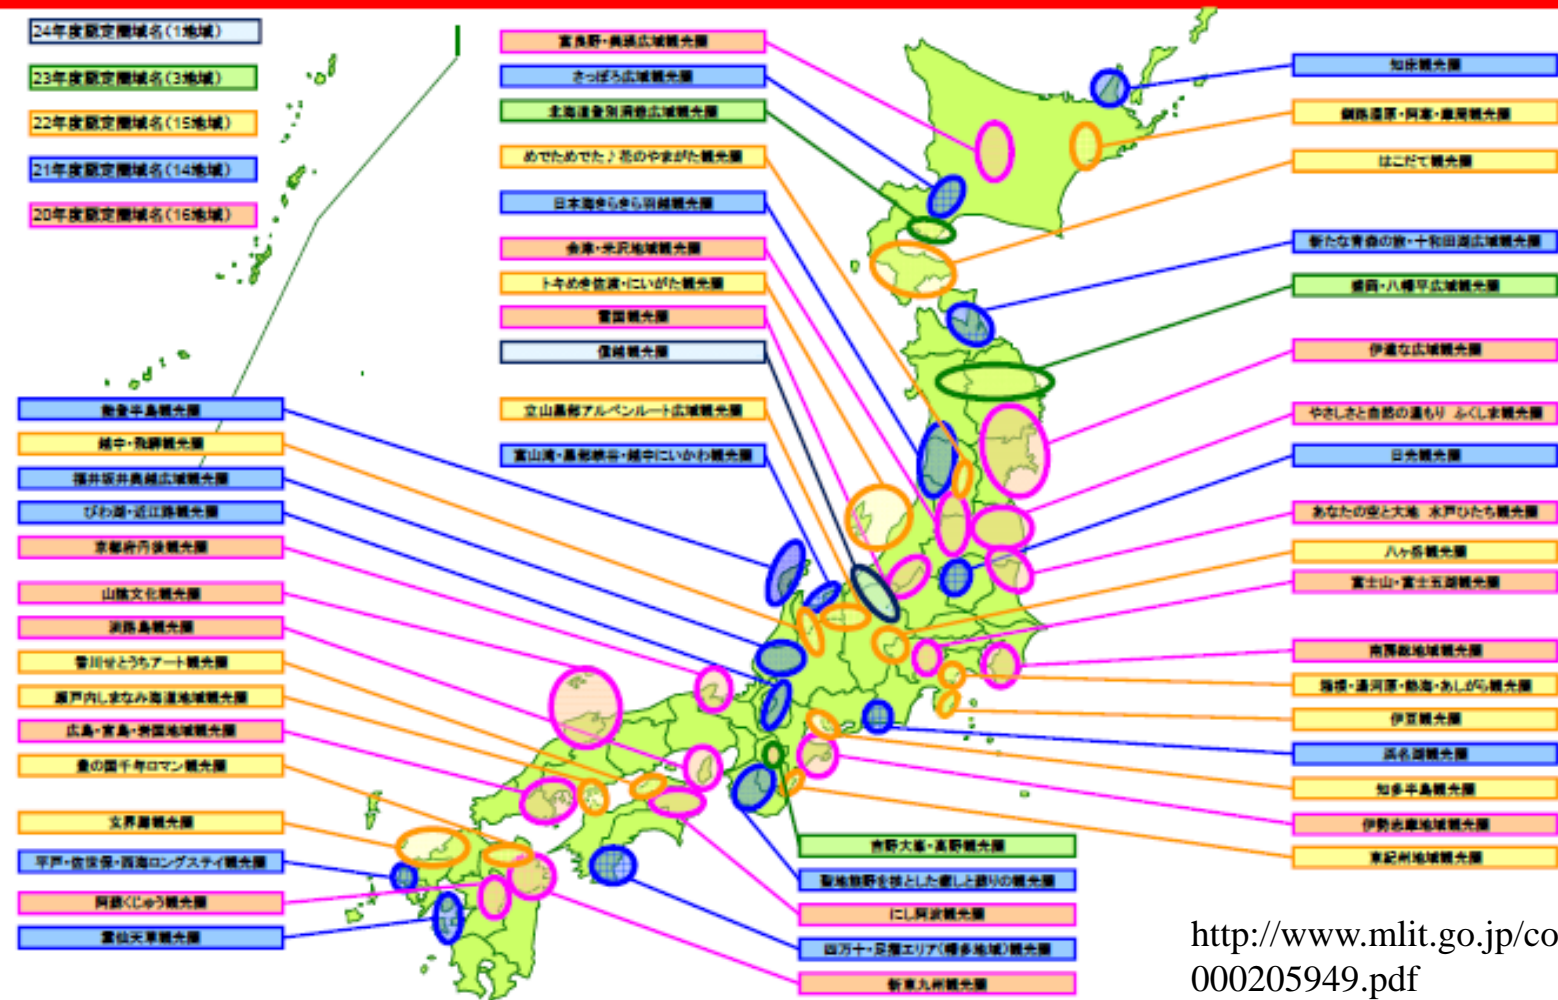 24年度認定圏域名(1地域)
23年度認定圏域名(3地域)
22年度認定圏域名(15地域)
21年度認定圏域名(14地域)
20年度認定圏域名(16地域)
富良野・美瑛広域観光圏
さっぽろ広域観光圏
北海道登別洞爺広域観光圏
めでためでた♪花のやまがた観光圏
日本海きらきら羽越観光圏
会津・米沢地域観光圏
トキめき佐渡・にいがた観光圏
雪国観光圏
信越観光圏
立山黒部アルペンルート広域観光圏
富山湾・黒部峡谷・越中にいかわ観光圏
能登半島観光圏
越中・飛騨観光圏
福井坂井奥越広域観光圏
びわ湖・近江路観光圏
京都府丹後観光圏
山陰文化観光圏
淡路島観光圏
香川せとうちアート観光圏
瀬戸内しまなみ海道地域観光圏
広島・宮島・岩国地域観光圏
豊の国千年ロマン観光圏
玄界灘観光圏
平戸・佐世保・西海ロングステイ観光圏
阿蘇くじゅう観光圏
雲仙天草観光圏
知床観光圏
釧路湿原・阿寒・摩周観光圏
はこだて観光圏
新たな青森の旅・十和田湖広域観光圏
盛岡・八幡平広域観光圏
伊達な広域観光圏
やさしさと自然の温もり ふくしま観光圏
日光観光圏
あなたの空と大地 水戸ひたち観光圏
八ヶ岳観光圏
富士山・富士五湖観光圏
南房総地域観光圏
箱根・湯河原・熱海・あしがら観光圏
伊豆観光圏
浜名湖観光圏
知多半島観光圏
伊勢志摩地域観光圏
東紀州地域観光圏
吉野大峯・高野観光圏
聖地熊野を核とした癒しと蘇りの観光圏
にし阿波観光圏
四万十・足摺エリア(幡多地域)観光圏
新東九州観光圏
http://www.mlit.go.jp/co
000205949.pdf